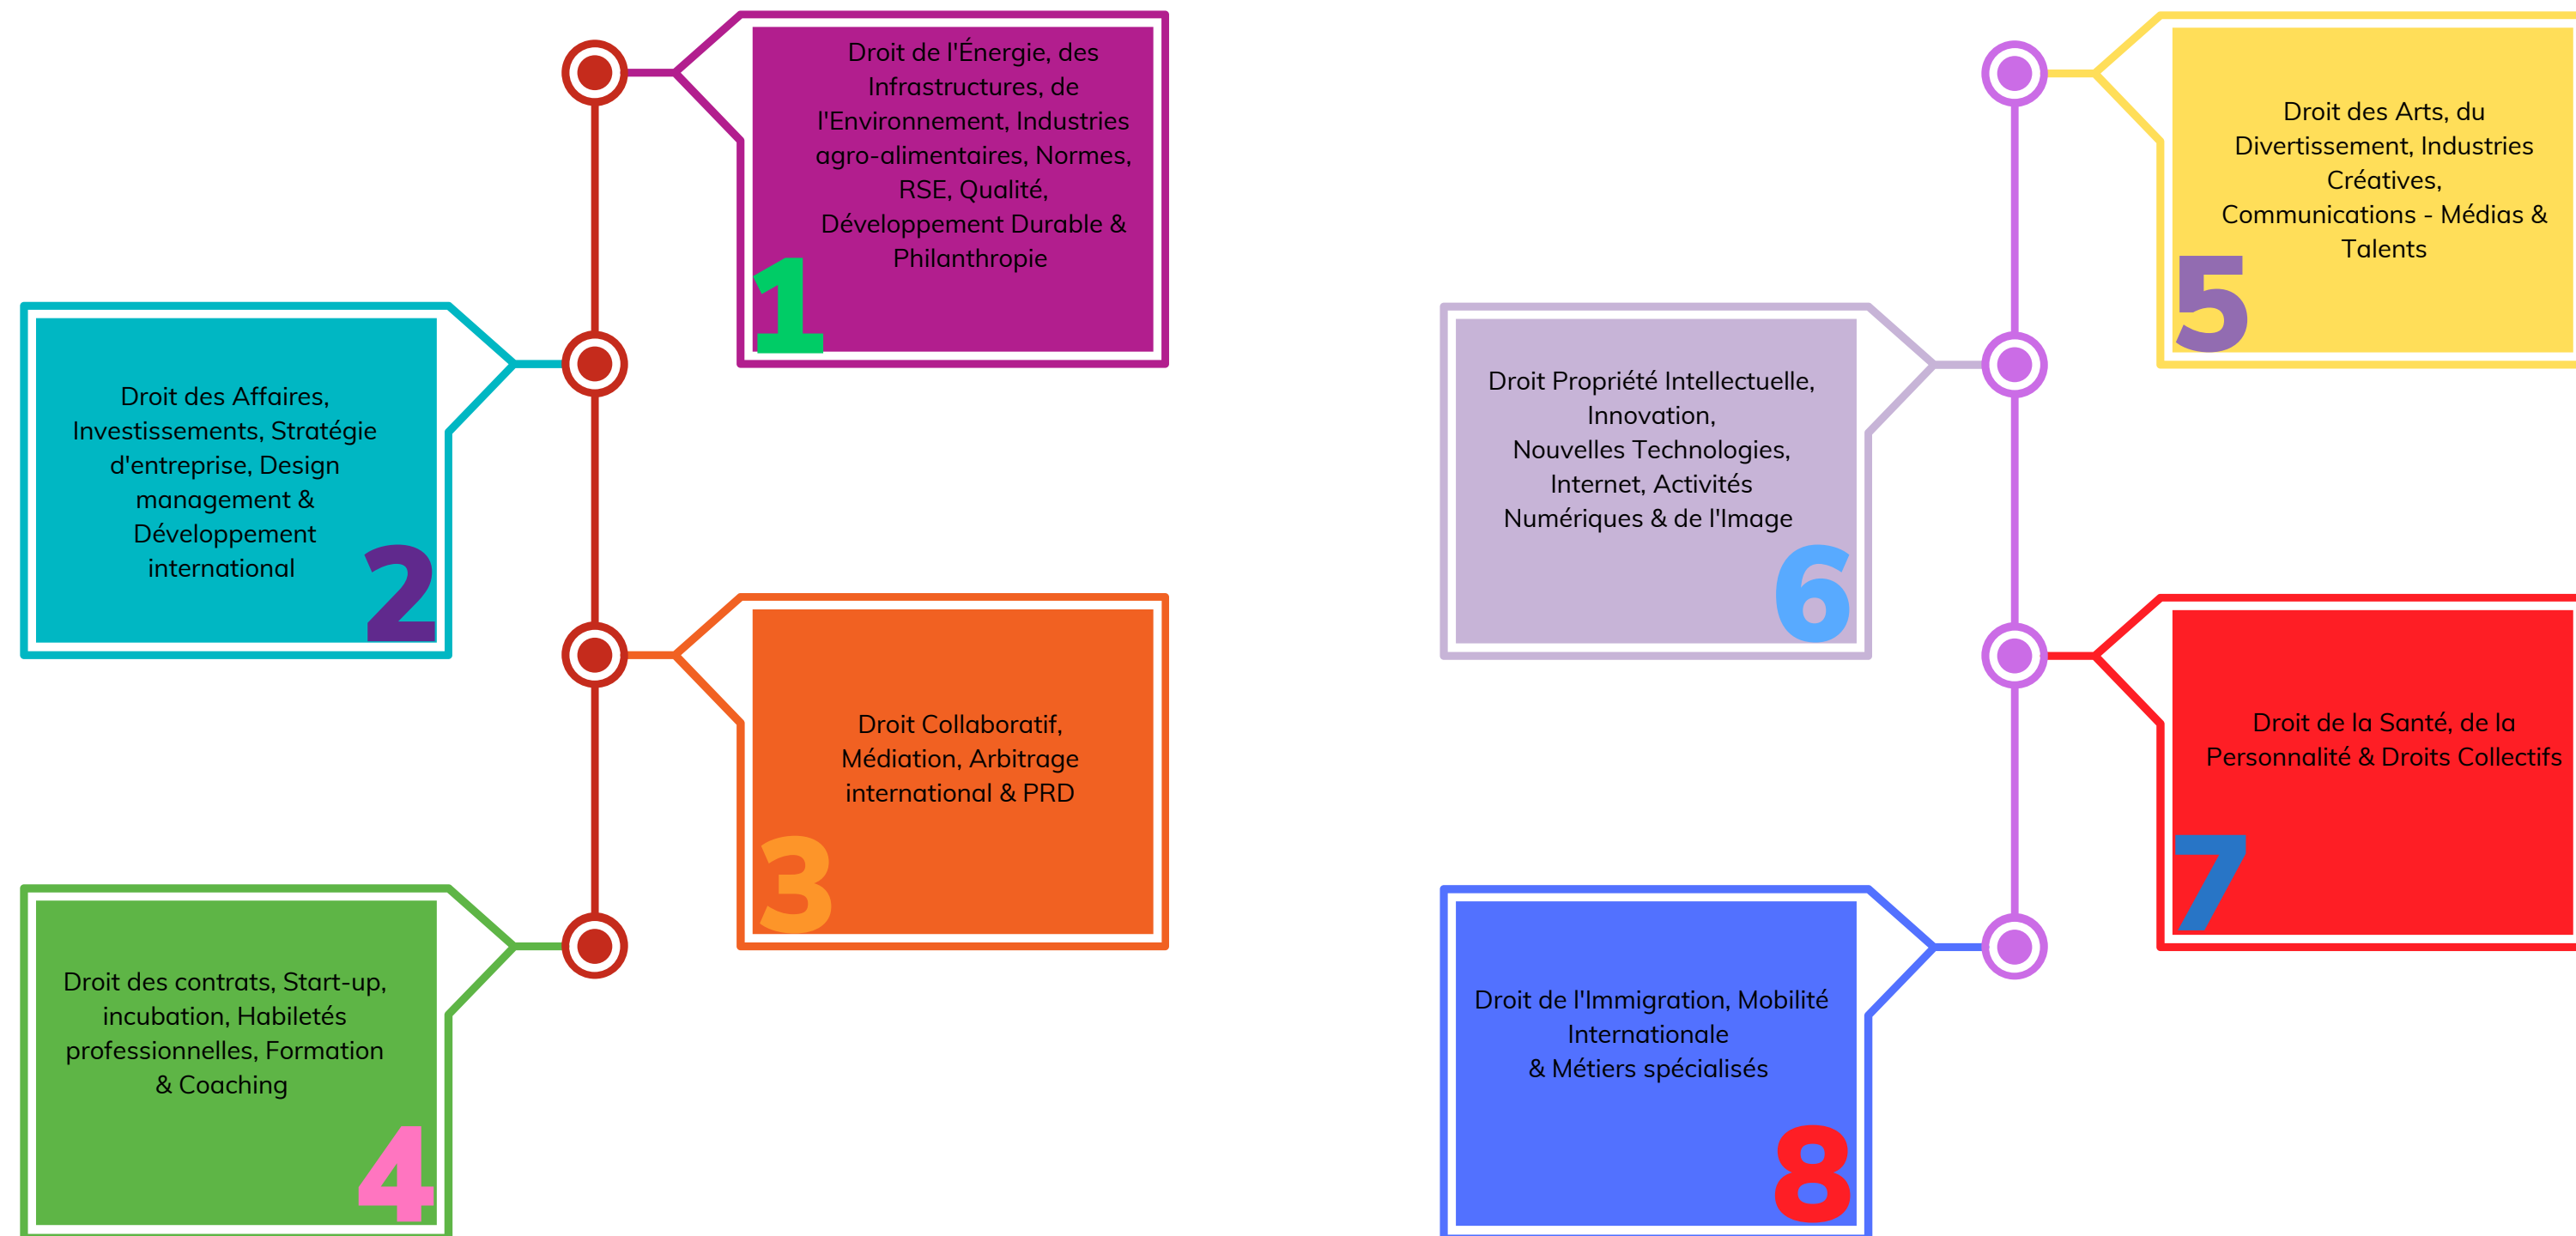 Droit de l'Énergie, des
Infrastructures, de
l'Environnement, Industries
agro-alimentaires, Normes,
RSE, Qualité,
Développement Durable &
Philanthropie
1
Droit des Affaires,
Investissements, Stratégie
d'entreprise, Design
management &
Développement
international
2
Droit Collaboratif,
Médiation, Arbitrage
international & PRD
3
Droit des contrats, Start-up,
incubation, Habiletés
professionnelles, Formation
& Coaching
4
Droit des Arts, du
Divertissement, Industries
Créatives,
Communications - Médias &
Talents
5
Droit Propriété Intellectuelle,
Innovation,
Nouvelles Technologies,
Internet, Activités
Numériques & de l'Image
6
Droit de la Santé, de la
Personnalité & Droits Collectifs
7
Droit de l'Immigration, Mobilité
Internationale
& Métiers spécialisés
8